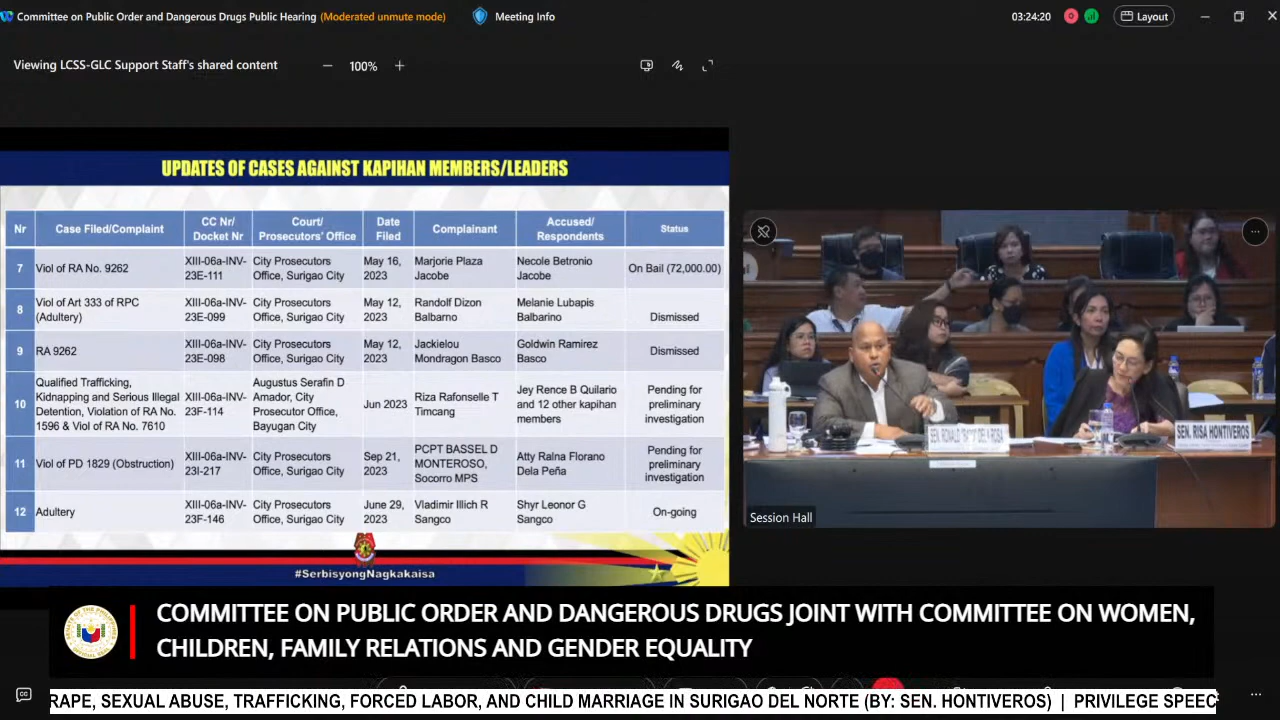 Committee on Public Order and Dangerous Drugs Public Hearing (Moderated unmute mode)
Meeting Info
03:24:20
Layout
Viewing LCSS-GLC Support Staff's shared content
100%
UPDATES OF CASES AGAINST KAPIHAN MEMBERS/LEADERS
Nr
Case Filed/Complaint
CC Nr/
Docket Nr
Court/
Prosecutors' Office
Date
Filed
Complainant
Accused/
Respondents
Status
7
Viol of RA No. 9262
XIII-06a-INV-
23E-111
City Prosecutors
Office, Surigao City
May 16,
2023
Marjorie Plaza
Jacobe
Necole Betronio
Jacobe
On Bail (72,000.00)
8
Viol of Art 333 of RPC
(Adultery)
XIII-06a-INV-
23E-099
City Prosecutors
Office, Surigao City
May 12,
2023
Randolf Dizon
Balbarno
Melanie Lubapis
Balbarino
Dismissed
9
RA 9262
XIII-06a-INV-
23E-098
City Prosecutors
Office, Surigao City
May 12,
2023
Jackielou
Mondragon Basco
Goldwin Ramirez
Basco
Dismissed
10
Qualified Trafficking,
Kidnapping and Serious Illegal
Detention, Violation of RA No.
1596 & Viol of RA No. 7610
XIII-06a-INV-
23F-114
Augustus Serafin D
Amador, City
Prosecutor Office,
Bayugan City
Jun 2023
Riza Rafonselle T
Timcang
Jey Rence B Quilario
and 12 other kapihan
members
Pending for
preliminary
investigation
11
Viol of PD 1829 (Obstruction)
XIII-06a-INV-
23I-217
City Prosecutors
Office, Surigao City
Sep 21,
2023
PCPT BASSEL D
MONTEROSO,
Socorro MPS
Atty Ralna Florano
Dela Peña
Pending for
preliminary
investigation
12
Adultery
XIII-06a-INV-
23F-146
City Prosecutors
Office, Surigao City
June 29,
2023
Vladimir Illich R
Sangco
Shyr Leonor G
Sangco
On-going
#SerbisyongNagkakaisa
SEN. RONALD "BATO" DELA ROSA
SEN. RISA HONTIVEROS
Session Hall
COMMITTEE ON PUBLIC ORDER AND DANGEROUS DRUGS JOINT WITH COMMITTEE ON WOMEN,
CHILDREN, FAMILY RELATIONS AND GENDER EQUALITY
RAPE, SEXUAL ABUSE, TRAFFICKING, FORCED LABOR, AND CHILD MARRIAGE IN SURIGAO DEL NORTE (BY: SEN. HONTIVEROS) | PRIVILEGE SPEEC